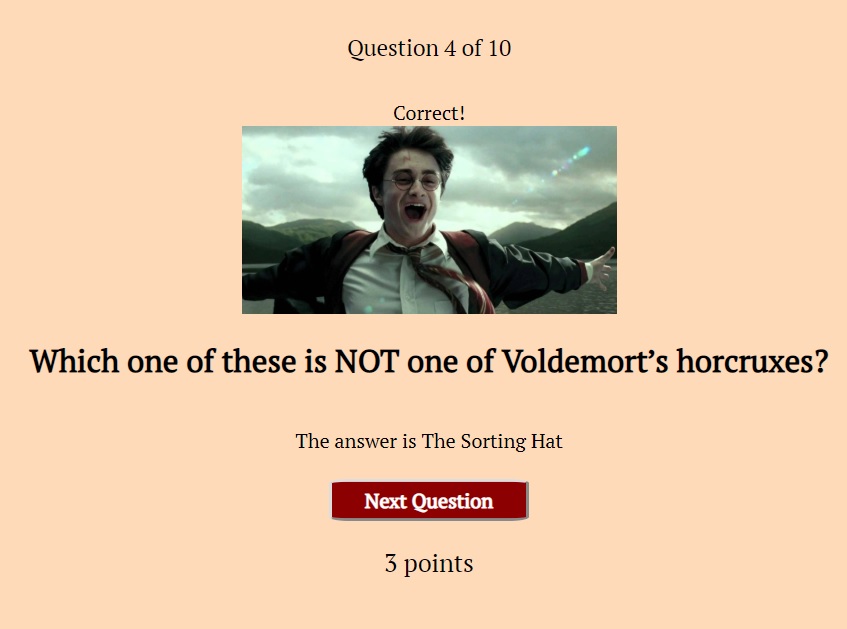 Question 4 of 10
Correct!
Which one of these is NOT one of Voldemort’s horcruxes?
The answer is The Sorting Hat
Next Question
3 points